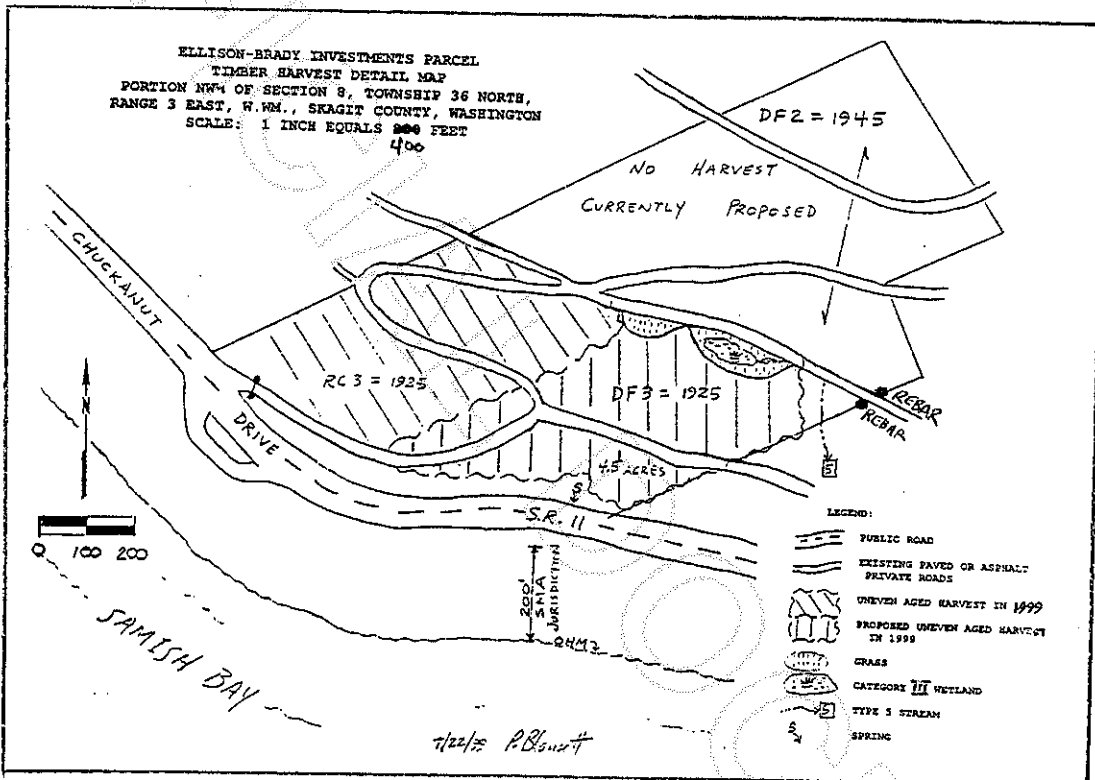 ELLISON-BRADY INVESTMENTS PARCEL
TIMBER HARVEST DETAIL MAP
PORTION NW¼ OF SECTION 8, TOWNSHIP 36 NORTH,
RANGE 3 EAST, W.WM., SKAGIT COUNTY, WASHINGTON
SCALE: 1 INCH EQUALS 200 FEET
400
DF2 = 1945
NO HARVEST
CURRENTLY PROPOSED
CHUCKANUT
DRIVE
N
RC3 = 1925
DF3 = 1925
REBAR
REBAR
4.5 ACRES
5
S
S.R. 11
0 100 200
200'
SMA
JURISDICTION
SAMISH BAY
LEGEND:
PUBLIC ROAD
EXISTING PAVED OR ASPHALT
PRIVATE ROADS
UNEVEN AGED HARVEST IN 1999
PROPOSED UNEVEN AGED HARVEST
IN 1999
GRASS
CATEGORY III WETLAND
5 TYPE 5 STREAM
S SPRING